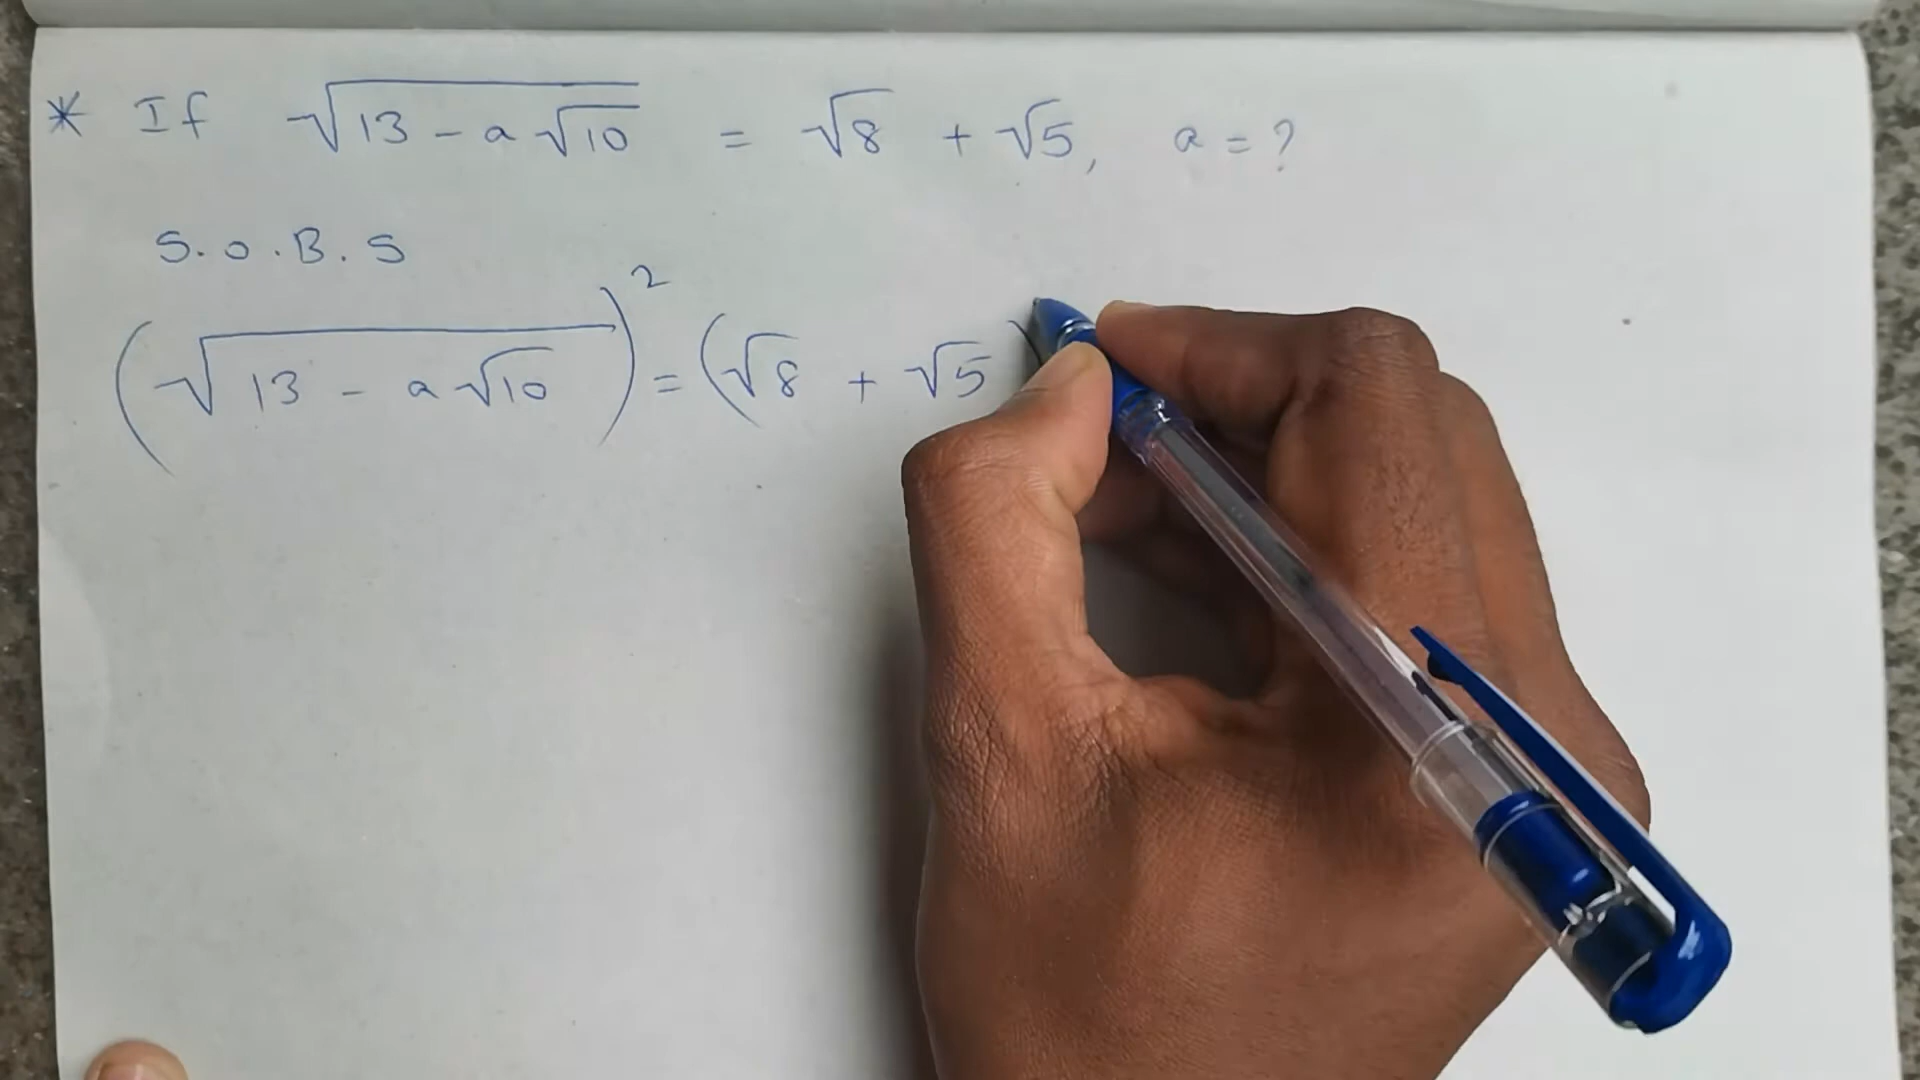 * If √(13 - a√10) = √8 + √5, a = ?
S.O.B.S
(√(13 - a√10))² = (√8 + √5)